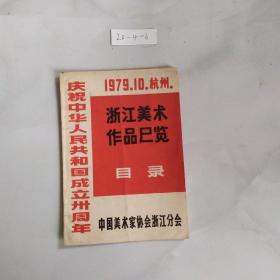 20-4-6
1979.10.杭州.
庆祝中华人民共和国成立卅周年
浙江美术
作品巳览
目录
中国美术家协会浙江分会